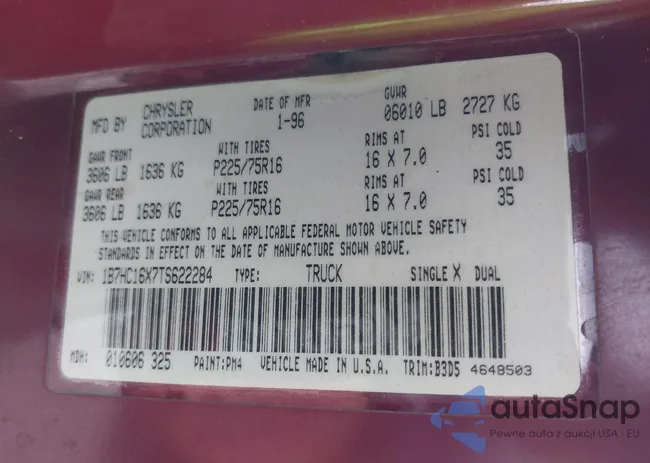 MFD BY CHRYSLER CORPORATION DATE OF MFR 1-96 GVWR 06010 LB 2727 KG
GAWR FRONT WITH TIRES RIMS AT PSI COLD
3606 LB 1636 KG P225/75R16 16 X 7.0 35
GAWR REAR WITH TIRES RIMS AT PSI COLD
3606 LB 1636 KG P225/75R16 16 X 7.0 35
THIS VEHICLE CONFORMS TO ALL APPLICABLE FEDERAL MOTOR VEHICLE SAFETY
STANDARDS IN EFFECT ON THE DATE OF MANUFACTURE SHOWN ABOVE.
VIN: 1B7HC16X7TS622284 TYPE: TRUCK SINGLE X DUAL
MDH: 010606 325 PAINT:PM4 VEHICLE MADE IN U.S.A. TRIM:B3D5 4648503
autaSnap
Pewne auta z aukcji USA - EU